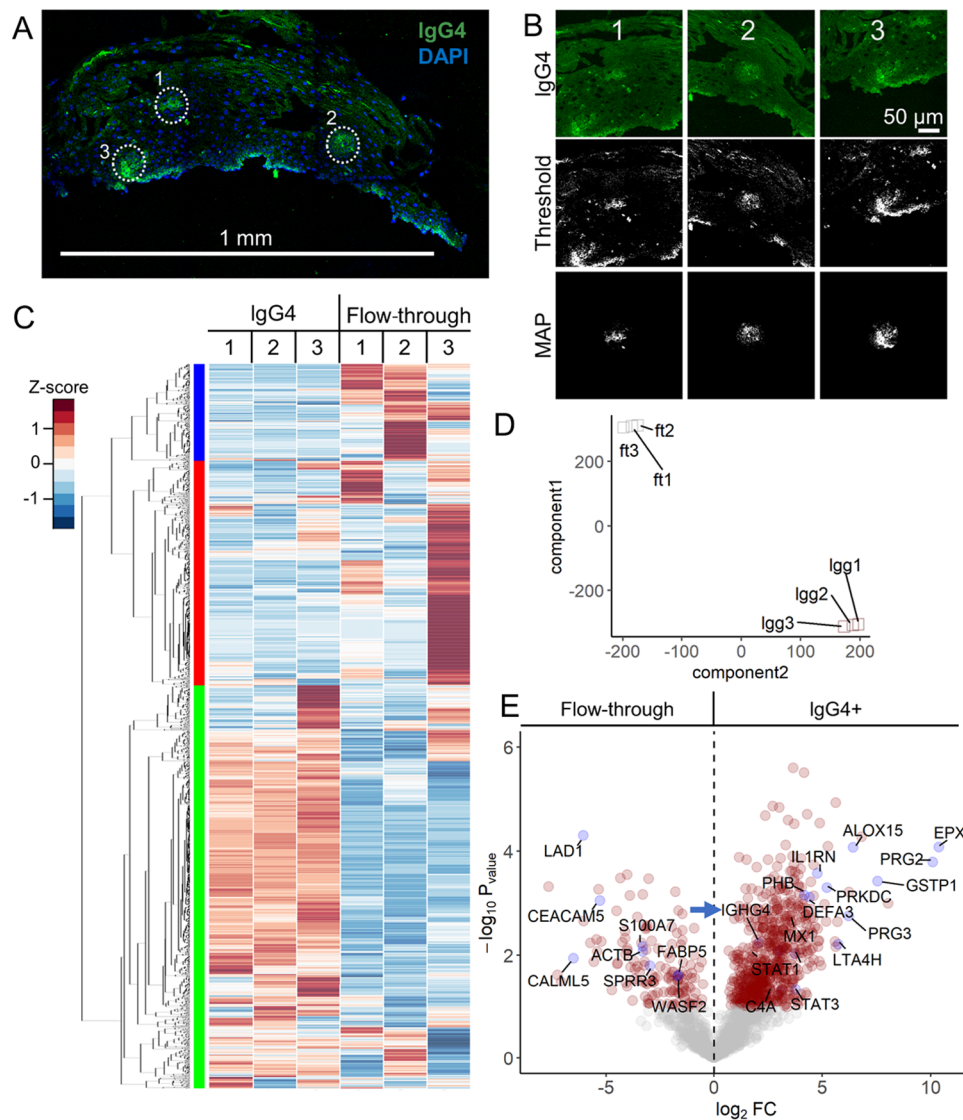 A
IgG4
DAPI
1
2
3
1 mm
B
IgG4
1
2
3
50 µm
Threshold
MAP
C
IgG4
Flow-through
1
2
3
1
2
3
Z-score
1
0
-1
D
component1
200
0
-200
ft2
ft3
ft1
Igg1
Igg2
Igg3
-200
-100
0
100
200
component2
E
Flow-through
IgG4+
−log₁₀ Pvalue
6
4
2
0
LAD1
CEACAM5
S100A7
ACTB
FABP5
SPRR3
CALML5
WASF2
ALOX15
EPX
IL1RN
PRG2
PHB
GSTP1
PRKDC
IGHG4
DEFA3
PRG3
MX1
LTA4H
STAT1
C4A
STAT3
-5
0
5
10
log₂ FC